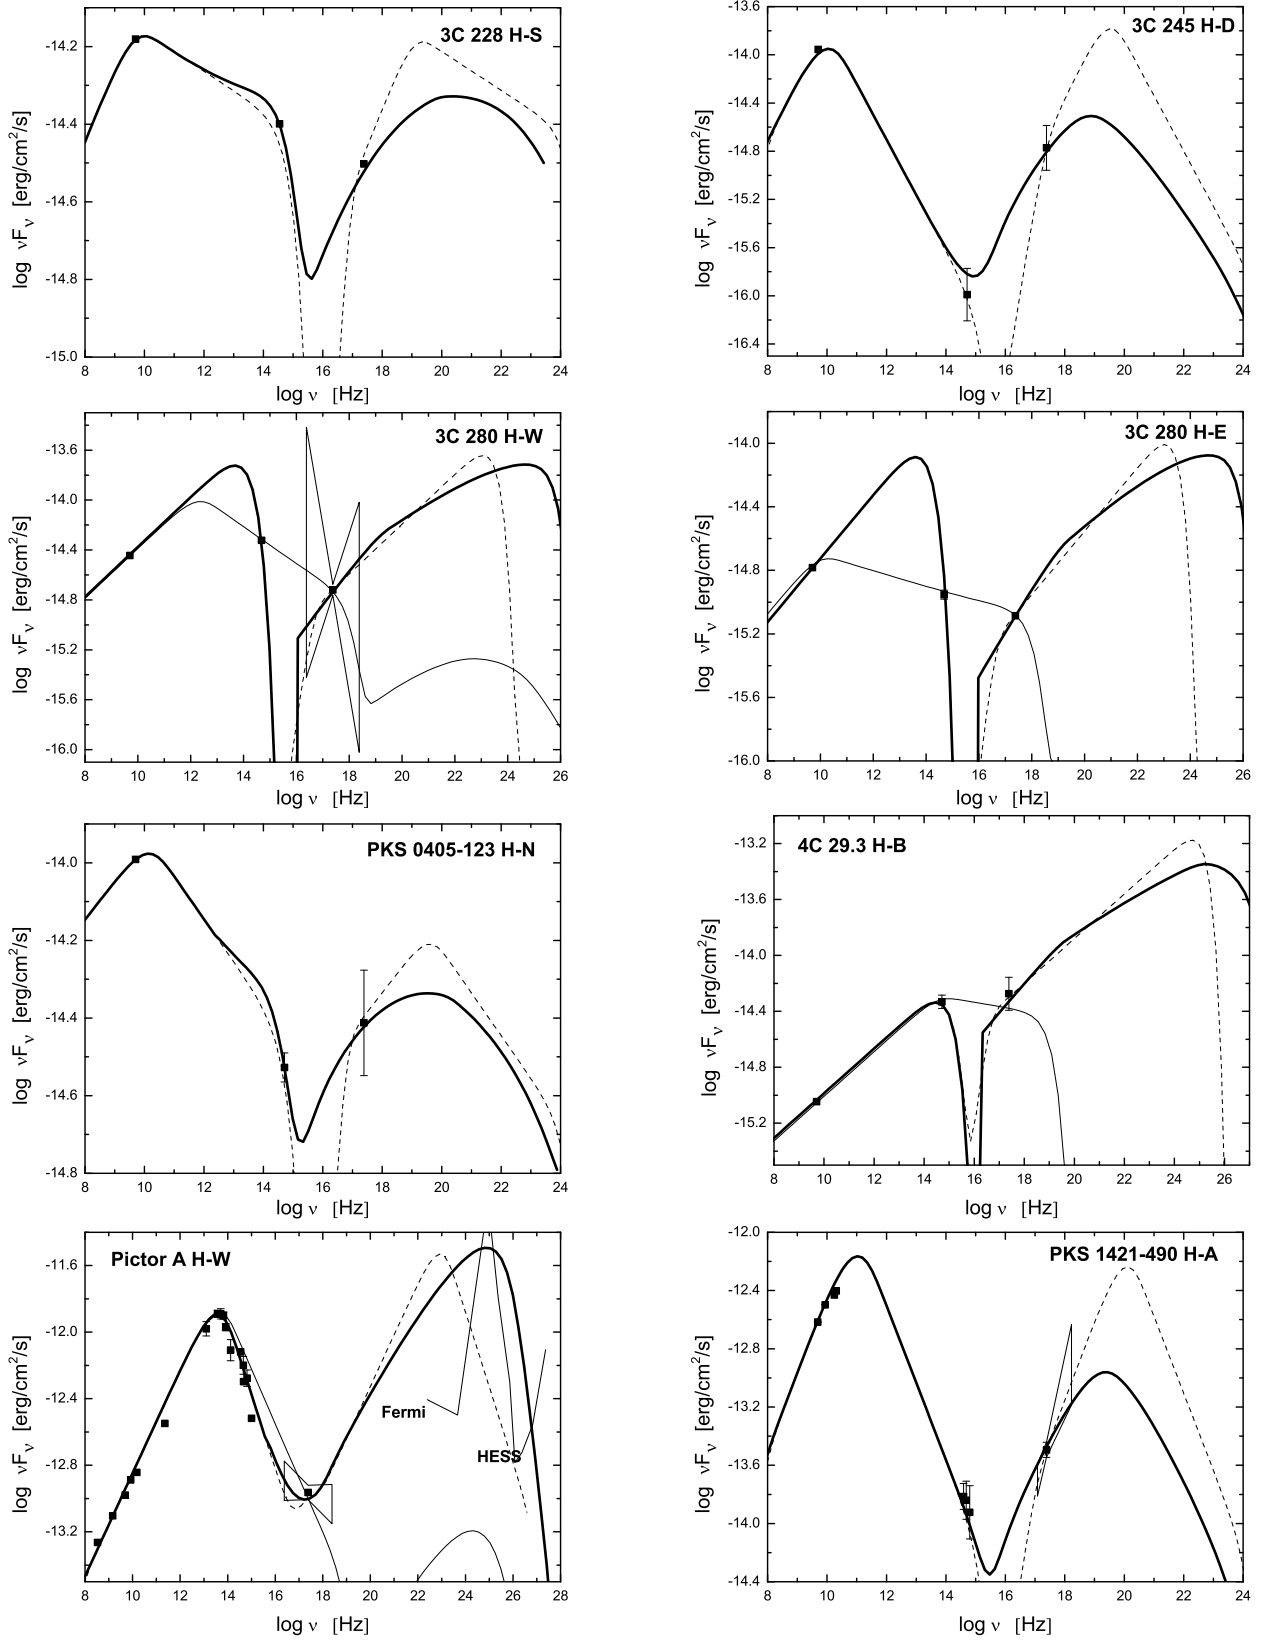 3C 228 H-S
-14.2
-14.4
-14.6
-14.8
-15.0
log νFν [erg/cm²/s]
8 10 12 14 16 18 20 22 24
log ν [Hz]
3C 245 H-D
-13.6
-14.0
-14.4
-14.8
-15.2
-15.6
-16.0
-16.4
log νFν [erg/cm²/s]
8 10 12 14 16 18 20 22 24
log ν [Hz]
3C 280 H-W
-13.6
-14.0
-14.4
-14.8
-15.2
-15.6
-16.0
log νFν [erg/cm²/s]
8 10 12 14 16 18 20 22 24 26
log ν [Hz]
3C 280 H-E
-14.0
-14.4
-14.8
-15.2
-15.6
-16.0
log νFν [erg/cm²/s]
8 10 12 14 16 18 20 22 24 26
log ν [Hz]
PKS 0405-123 H-N
-14.0
-14.2
-14.4
-14.6
-14.8
log νFν [erg/cm²/s]
8 10 12 14 16 18 20 22 24
log ν [Hz]
4C 29.3 H-B
-13.2
-13.6
-14.0
-14.4
-14.8
-15.2
log νFν [erg/cm²/s]
8 10 12 14 16 18 20 22 24 26
log ν [Hz]
Pictor A H-W
-11.6
-12.0
-12.4
-12.8
-13.2
log νFν [erg/cm²/s]
Fermi
HESS
8 10 12 14 16 18 20 22 24 26 28
log ν [Hz]
PKS 1421-490 H-A
-12.0
-12.4
-12.8
-13.2
-13.6
-14.0
-14.4
log νFν [erg/cm²/s]
8 10 12 14 16 18 20 22 24
log ν [Hz]